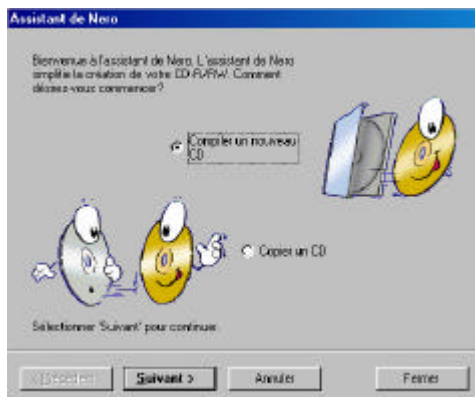 Assistant de Nero
Bienvenue à l'assistant de Nero. L'assistant de Nero
simplifie la création de votre CD-R/RW. Comment
désirez-vous commencer?
Compiler un nouveau
CD
Copier un CD
Sélectionner 'Suivant' pour continuer.
< Précédent
Suivant >
Annuler
Fermer